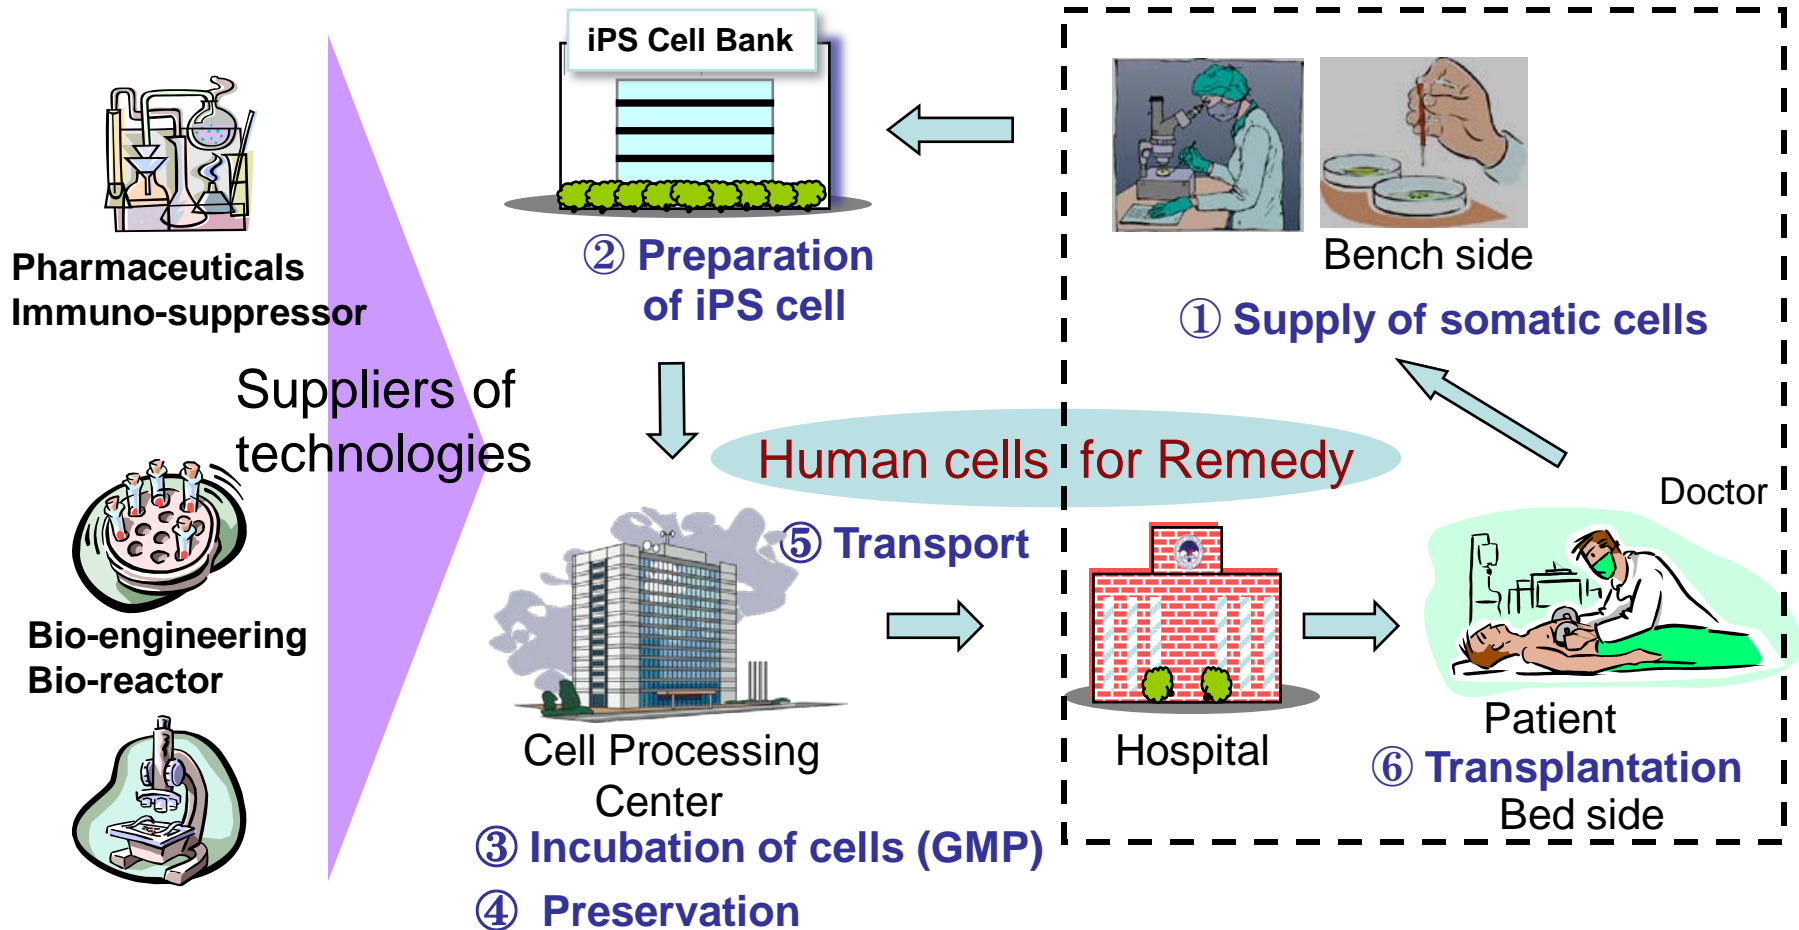 iPS Cell Bank
② Preparation
of iPS cell
Bench side
① Supply of somatic cells
Pharmaceuticals
Immuno-suppressor
Suppliers of
technologies
Human cells for Remedy
Doctor
⑤ Transport
Bio-engineering
Bio-reactor
Cell Processing
Center
③ Incubation of cells (GMP)
④ Preservation
Hospital
Patient
⑥ Transplantation
Bed side